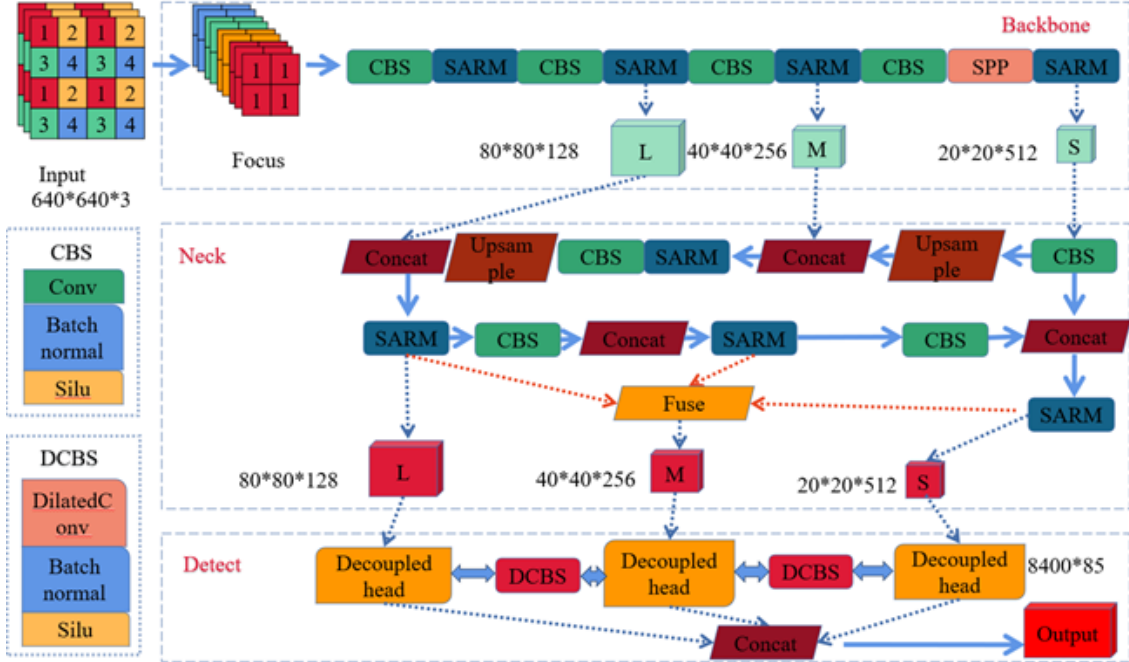 1 2 1 2
3 4 3 4
1 2 1 2
3 4 3 4
Input
640*640*3
1 1
1 1
Focus
Backbone
CBS SARM CBS SARM CBS SARM CBS SPP SARM
80*80*128 L 40*40*256 M 20*20*512 S
CBS
Conv
Batch
normal
Silu
DCBS
DilatedC
onv
Batch
normal
Silu
Neck
Concat Upsam
ple CBS SARM Concat Upsam
ple CBS
SARM CBS Concat SARM CBS Concat
Fuse SARM
80*80*128 L 40*40*256 M 20*20*512 S
Detect
Decoupled
head DCBS Decoupled
head DCBS Decoupled
head 8400*85
Concat Output